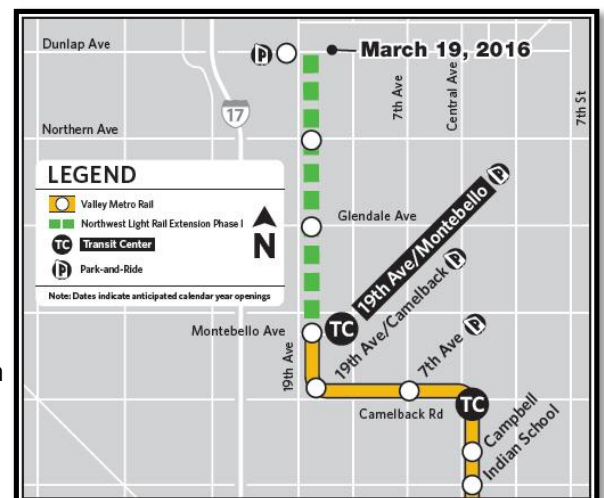 Dunlap Ave
P
March 19, 2016
17
7th Ave
Central Ave
7th St
Northern Ave
LEGEND
Valley Metro Rail
Northwest Light Rail Extension Phase I
TC Transit Center
P Park-and-Ride
Note: Dates indicate anticipated calendar year openings
N
Glendale Ave
19th Ave/Montebello P
19th Ave/Camelback P
7th Ave P
Montebello Ave
TC
19th Ave
Camelback Rd
TC
Campbell
Indian School